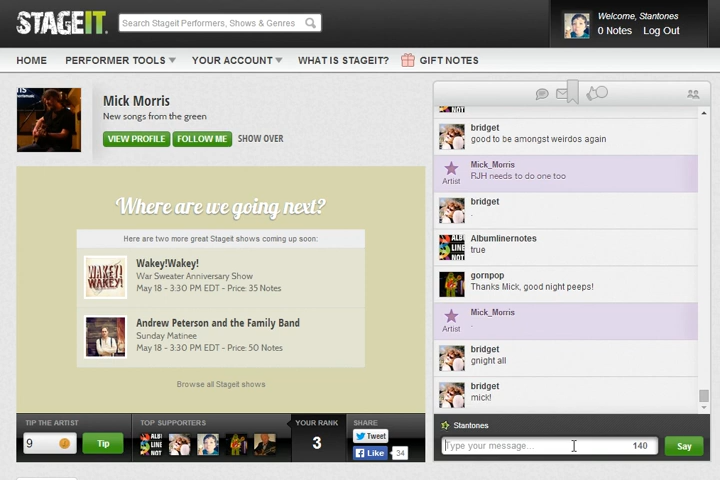 STAGEIT.
Search Stageit Performers, Shows & Genres
Welcome, Stantones
0 Notes Log Out
HOME PERFORMER TOOLS YOUR ACCOUNT WHAT IS STAGEIT? GIFT NOTES
Mick Morris
New songs from the green
VIEW PROFILE FOLLOW ME SHOW OVER
Where are we going next?
Here are two more great Stageit shows coming up soon:
WAKEY!
WAKEY!
Wakey!Wakey!
War Sweater Anniversary Show
May 18 - 3:30 PM EDT - Price: 35 Notes
Andrew Peterson and the Family Band
Sunday Matinee
May 18 - 3:30 PM EDT - Price: 50 Notes
Browse all Stageit shows
TIP THE ARTIST
9
Tip
TOP SUPPORTERS
YOUR RANK
3
SHARE
Tweet
Like 34
NOT
bridget
good to be amongst weirdos again
Artist
Mick_Morris
RJH needs to do one too
bridget
.
ALB
LINE
NOT
Albumlinernotes
true
gornpop
Thanks Mick, good night peeps!
Artist
Mick_Morris
.
bridget
gnight all
bridget
mick!
Stantones
Type your message... 140
Say